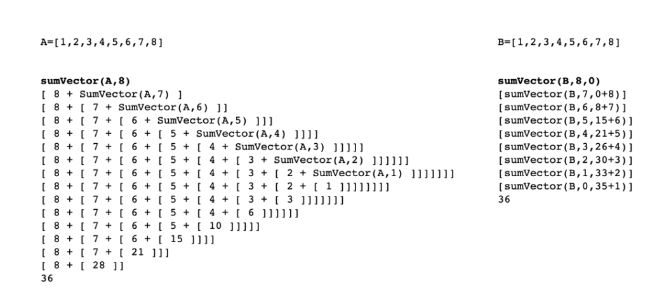 A=[1,2,3,4,5,6,7,8]
sumVector(A,8)
[ 8 + SumVector(A,7) ]
[ 8 + [ 7 + SumVector(A,6) ]]
[ 8 + [ 7 + [ 6 + SumVector(A,5) ]]]
[ 8 + [ 7 + [ 6 + [ 5 + SumVector(A,4) ]]]]
[ 8 + [ 7 + [ 6 + [ 5 + [ 4 + SumVector(A,3) ]]]]]
[ 8 + [ 7 + [ 6 + [ 5 + [ 4 + [ 3 + SumVector(A,2) ]]]]]]
[ 8 + [ 7 + [ 6 + [ 5 + [ 4 + [ 3 + [ 2 + SumVector(A,1) ]]]]]]]
[ 8 + [ 7 + [ 6 + [ 5 + [ 4 + [ 3 + [ 2 + [ 1 ]]]]]]]]
[ 8 + [ 7 + [ 6 + [ 5 + [ 4 + [ 3 + [ 3 ]]]]]]]
[ 8 + [ 7 + [ 6 + [ 5 + [ 4 + [ 6 ]]]]]]
[ 8 + [ 7 + [ 6 + [ 5 + [ 10 ]]]]]
[ 8 + [ 7 + [ 6 + [ 15 ]]]]
[ 8 + [ 7 + [ 21 ]]]
[ 8 + [ 28 ]]
36
B=[1,2,3,4,5,6,7,8]
sumVector(B,8,0)
[sumVector(B,7,0+8)]
[sumVector(B,6,8+7)]
[sumVector(B,5,15+6)]
[sumVector(B,4,21+5)]
[sumVector(B,3,26+4)]
[sumVector(B,2,30+3)]
[sumVector(B,1,33+2)]
[sumVector(B,0,35+1)]
36